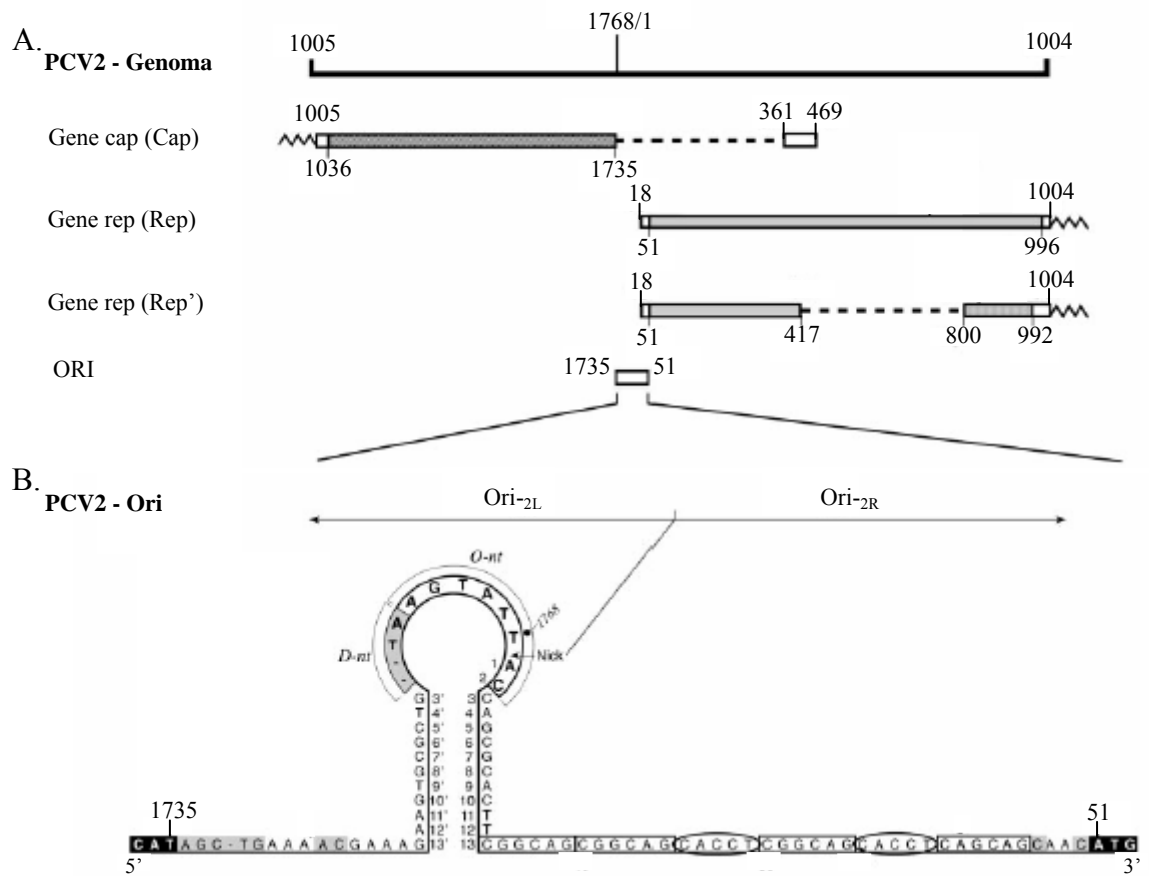 A.
PCV2 - Genoma
1005 1768/1 1004
Gene cap (Cap)
1005 361 469
1036 1735
Gene rep (Rep)
18 1004
51 996
Gene rep (Rep’)
18 1004
51 417 800 992
ORI
1735 51
B.
PCV2 - Ori
Ori-2L Ori-2R
O-nt
D-nt
- - T A A G T A T T A C
1768
Nick
1
2
G 3' 3 C
T 4' 4 A
C 5' 5 G
G 6' 6 C
C 7' 7 G
G 8' 8 C
T 9' 9 A
G 10' 10 C
A 11' 11 T
A 12' 12 T
G 13' 13 C
1735 51
CATAGC-TGAAAACGAAAG CGGCAGCGGCAGCACCTCGGCAGCACCTCAGCAGCAACATG
5’ 3’